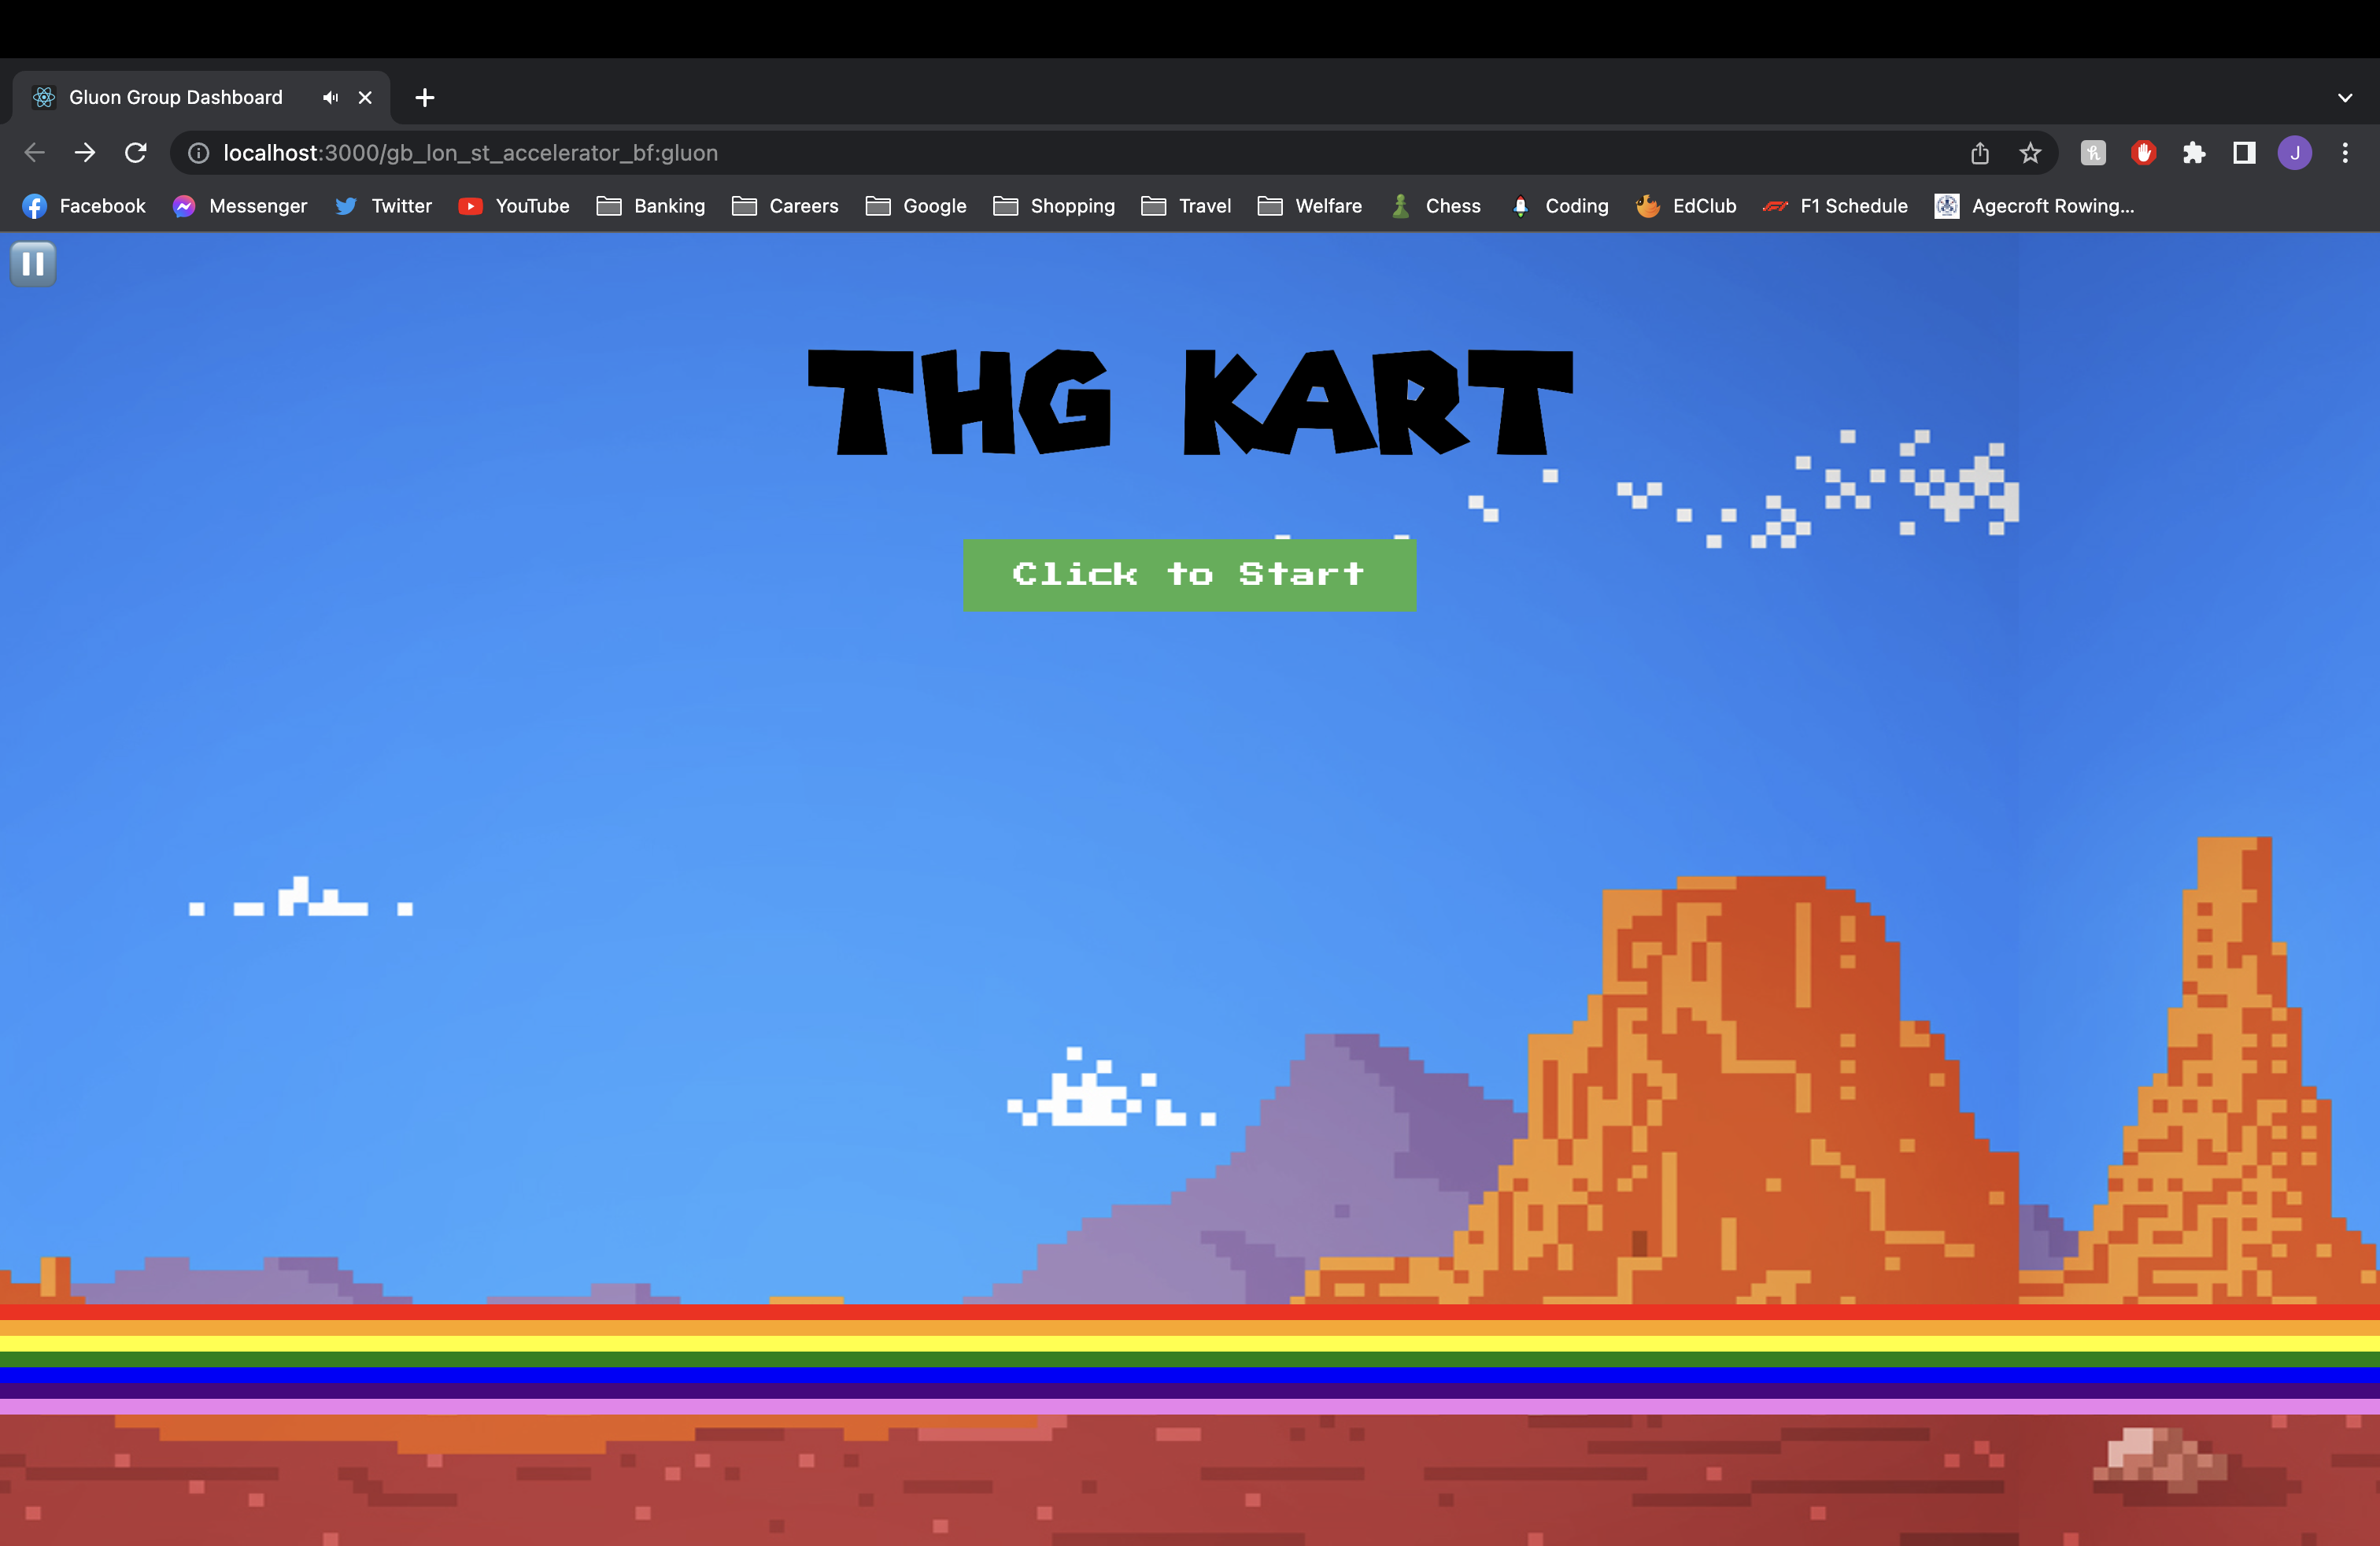 Gluon Group Dashboard
localhost:3000/gb_lon_st_accelerator_bf:gluon
J
Facebook Messenger Twitter YouTube Banking Careers Google Shopping Travel Welfare Chess Coding EdClub F1 Schedule Agecroft Rowing...
THG KART
Click to Start